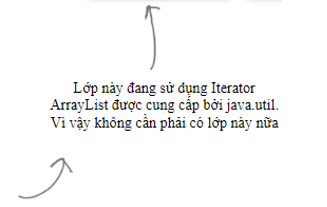 Lớp này đang sử dụng Iterator
ArrayList được cung cấp bởi java.util.
Vì vậy không cần phải có lớp này nữa